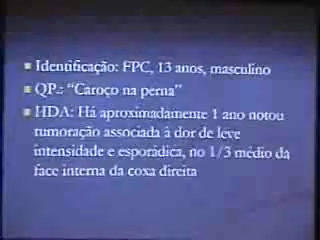 Identificação: FPC, 13 anos, masculino
QP.: "Caroço na perna"
HDA: Há aproximadamente 1 ano notou
tumoração associada à dor de leve
intensidade e esporádica, no 1/3 médio da
face interna da coxa direita